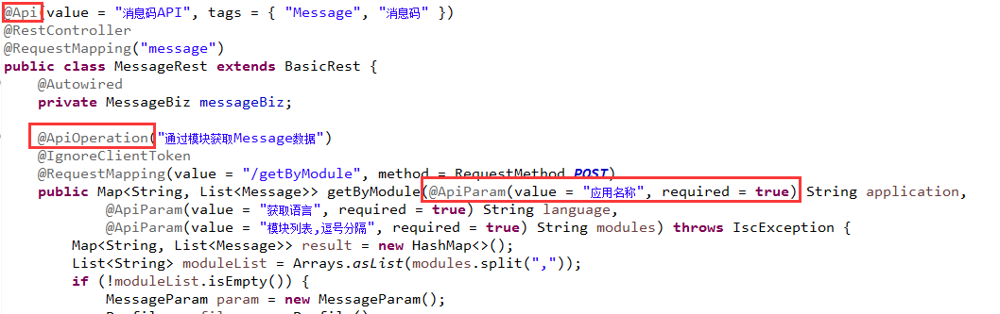 @Api(value = "消息码API", tags = { "Message", "消息码" })
@RestController
@RequestMapping("message")
public class MessageRest extends BasicRest {
@Autowired
private MessageBiz messageBiz;
@ApiOperation("通过模块获取Message数据")
@IgnoreClientToken
@RequestMapping(value = "/getByModule", method = RequestMethod.POST)
public Map<String, List<Message>> getByModule(@ApiParam(value = "应用名称", required = true) String application,
@ApiParam(value = "获取语言", required = true) String language,
@ApiParam(value = "模块列表,逗号分隔", required = true) String modules) throws IscException {
Map<String, List<Message>> result = new HashMap<>();
List<String> moduleList = Arrays.asList(modules.split(","));
if (!moduleList.isEmpty()) {
MessageParam param = new MessageParam();